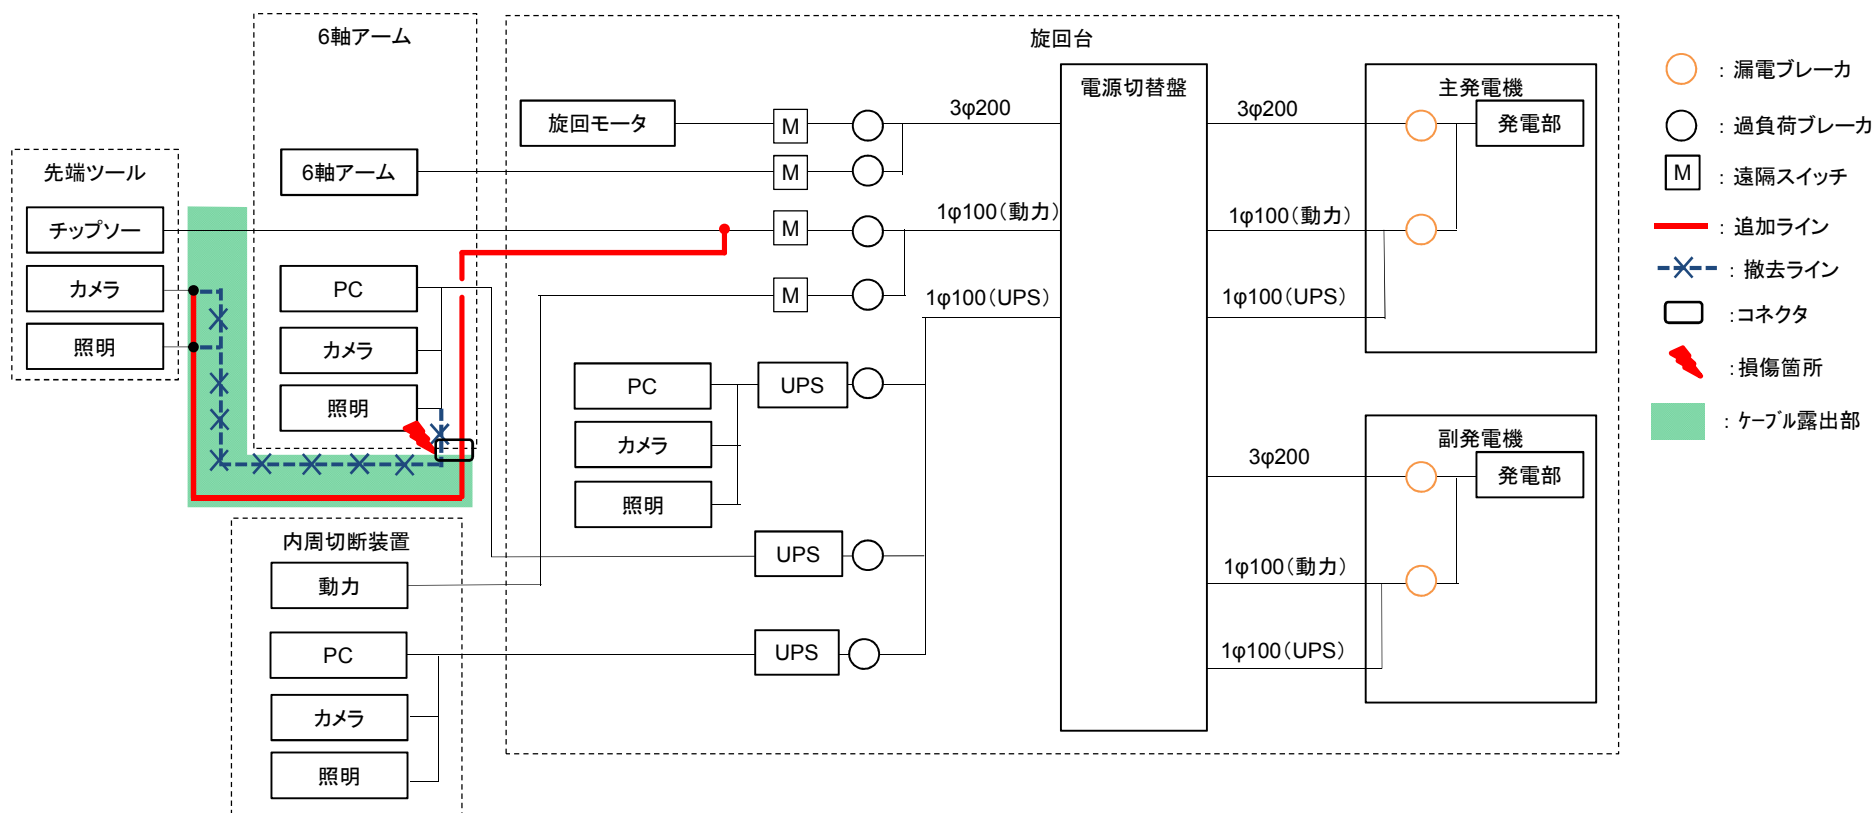 6軸アーム
旋回台
先端ツール
チップソー
カメラ
照明
6軸アーム
PC
カメラ
照明
内周切断装置
動力
PC
カメラ
照明
旋回モータ
M
M
M
M
3φ200
1φ100(動力)
1φ100(UPS)
PC
カメラ
照明
UPS
UPS
UPS
電源切替盤
3φ200
1φ100(動力)
1φ100(UPS)
3φ200
1φ100(動力)
1φ100(UPS)
主発電機
発電部
副発電機
発電部
:漏電ブレーカ
:過負荷ブレーカ
M :遠隔スイッチ
:追加ライン
:撤去ライン
:コネクタ
:損傷箇所
:ケーブル露出部